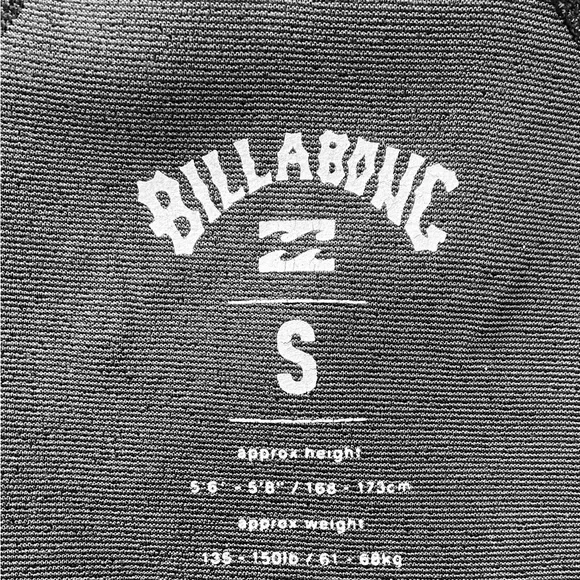 BILLABONG
S
approx height
5'6" - 5'8" / 168 - 173cm
approx weight
135 - 150lb / 61 - 68kg